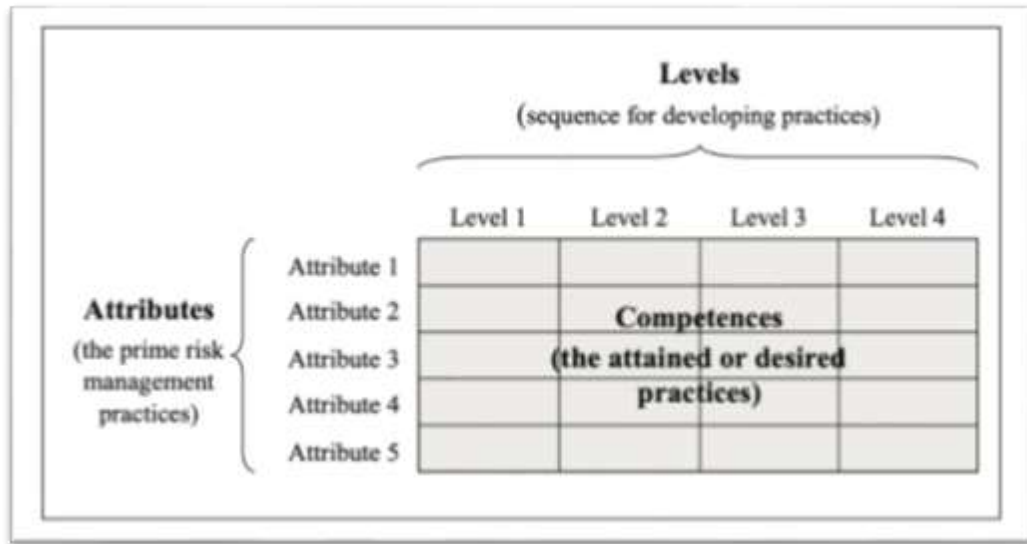 Levels
(sequence for developing practices)
Level 1 Level 2 Level 3 Level 4
Attribute 1
Attribute 2
Attribute 3
Attribute 4
Attribute 5
Attributes
(the prime risk
management
practices)
Competences
(the attained or desired
practices)